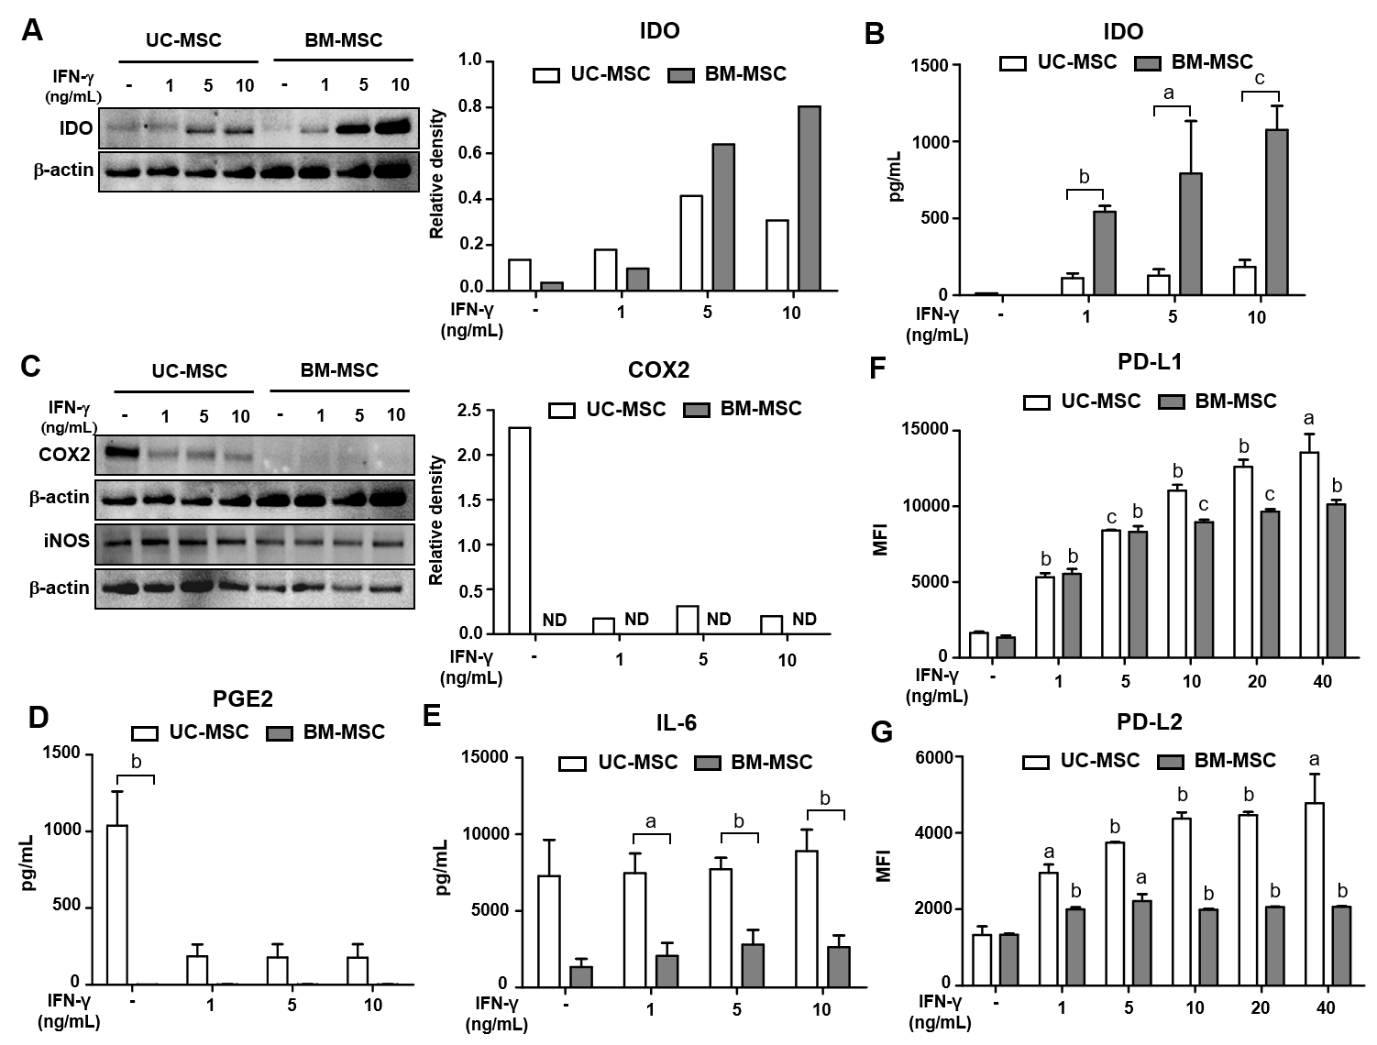 A
UC-MSC BM-MSC
IFN-γ
(ng/mL) - 1 5 10 - 1 5 10
IDO
β-actin
IDO
UC-MSC BM-MSC
Relative density
1.0
0.8
0.6
0.4
0.2
0.0
IFN-γ
(ng/mL) - 1 5 10
B
IDO
UC-MSC BM-MSC
pg/mL
1500
1000
500
0
b a c
IFN-γ
(ng/mL) - 1 5 10
C
UC-MSC BM-MSC
IFN-γ
(ng/mL) - 1 5 10 - 1 5 10
COX2
β-actin
iNOS
β-actin
COX2
UC-MSC BM-MSC
Relative density
2.5
2.0
1.5
1.0
0.5
0.0
ND ND ND ND
IFN-γ
(ng/mL) - 1 5 10
D
PGE2
UC-MSC BM-MSC
pg/mL
1500
1000
500
0
b
IFN-γ
(ng/mL) - 1 5 10
E
IL-6
UC-MSC BM-MSC
pg/mL
15000
10000
5000
0
a b b
IFN-γ
(ng/mL) - 1 5 10
F
PD-L1
UC-MSC BM-MSC
MFI
15000
10000
5000
0
b b c b b c b c a b
IFN-γ
(ng/mL) - 1 5 10 20 40
G
PD-L2
UC-MSC BM-MSC
MFI
6000
4000
2000
0
a b b a b b b b a b
IFN-γ
(ng/mL) - 1 5 10 20 40